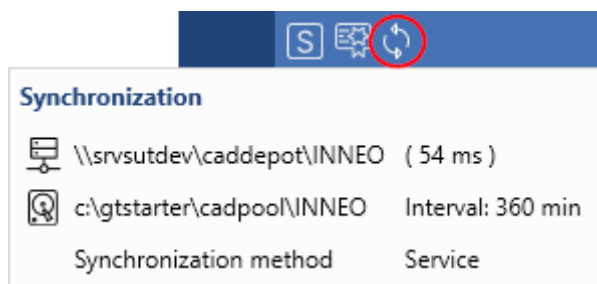 S
Synchronization
\\srvsutdev\caddepot\INNEO ( 54 ms )
c:\gtstarter\cadpool\INNEO Interval: 360 min
Synchronization method Service